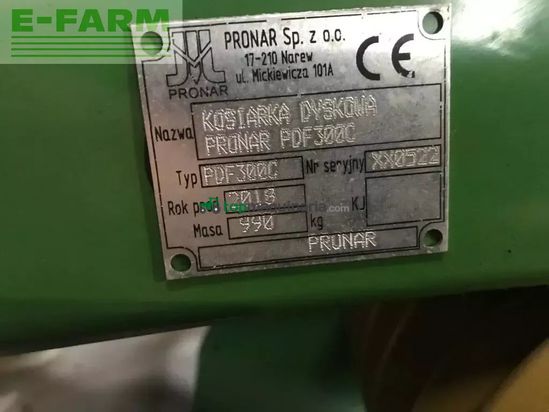 E-FARM
PRONAR Sp. z o.o.
17-210 Narew
ul. Mickiewicza 101A
CE
PRONAR
Nazwa KOSIARKA DYSKOWA
PRONAR PDF300C
Typ PDF300C Nr seryjny XX0522
Rok prod 2018
Masa 990 kg KJ
PRONAR